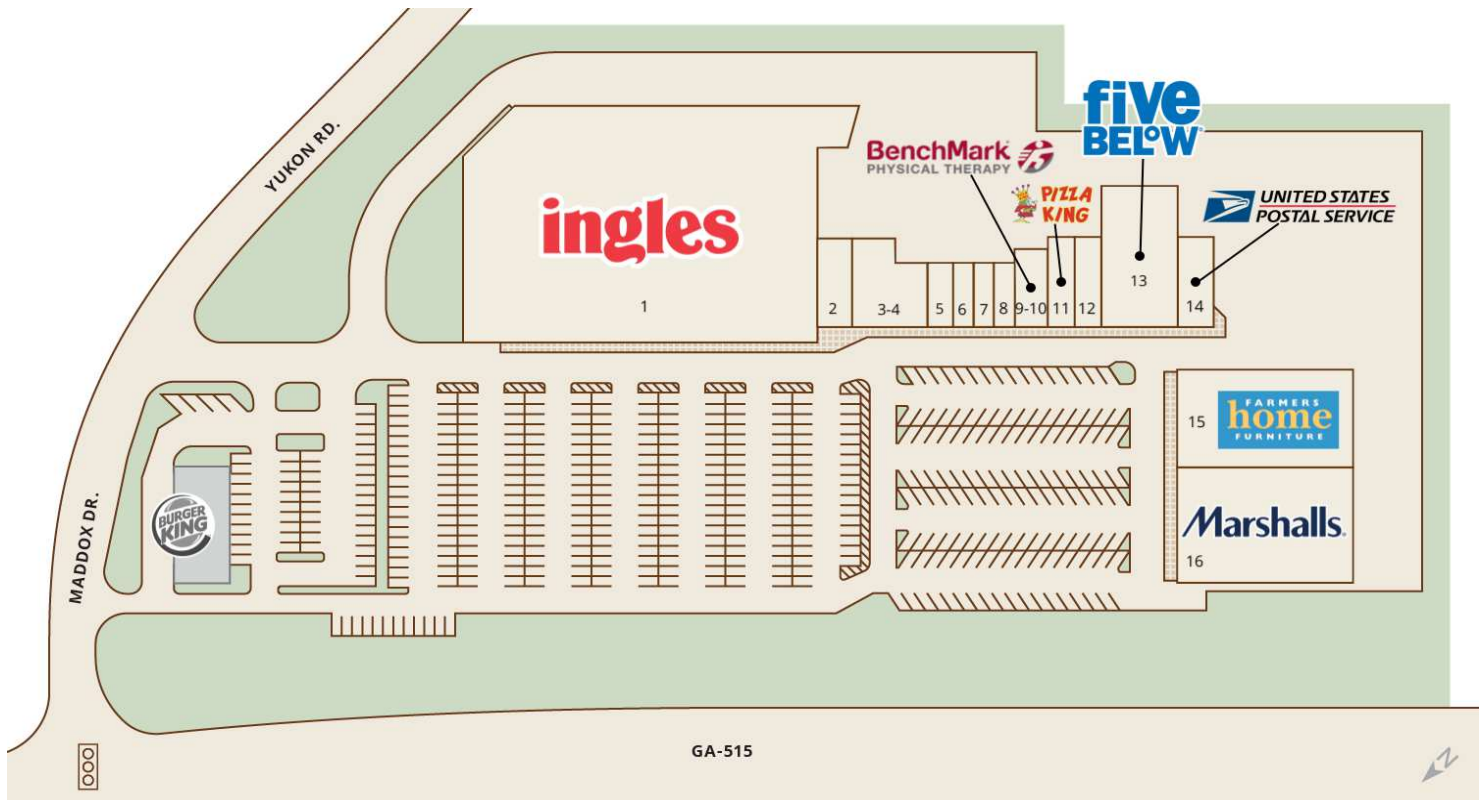 YUKON RD.
five
BELOW
BenchMark
PHYSICAL THERAPY
PIZZA
KING
UNITED STATES
POSTAL SERVICE
ingles
1
2
3-4
5
6
7
8
9-10
11
12
13
14
15
FARMERS
home
FURNITURE
Marshalls.
16
BURGER
KING
MADDOX DR.
GA-515
N